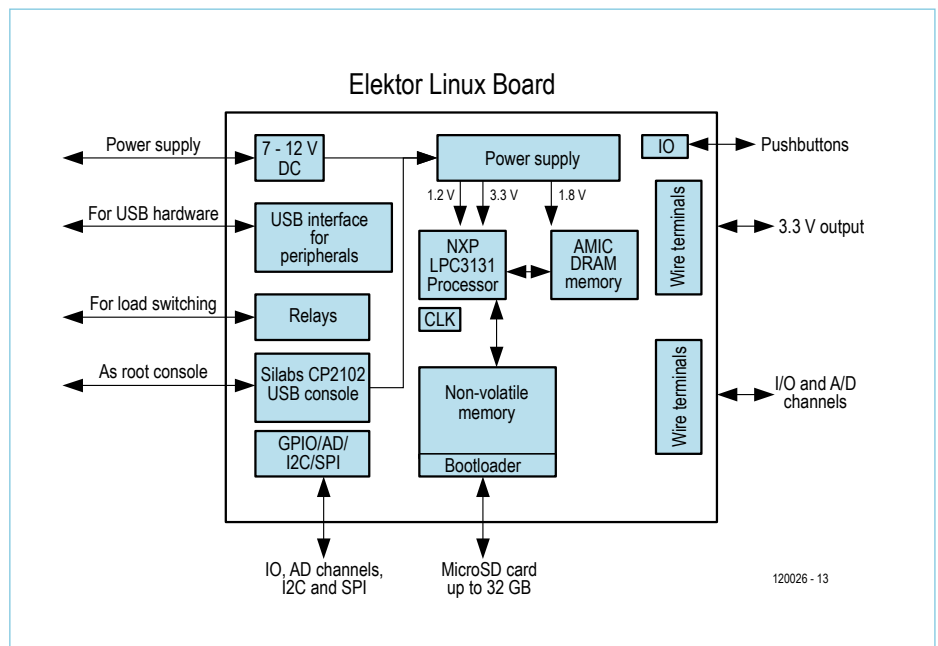 Elektor Linux Board
Power supply
7 - 12 V
DC
Power supply
IO
Pushbuttons
1.2 V
3.3 V
1.8 V
For USB hardware
USB interface
for
peripherals
NXP
LPC3131
Processor
AMIC
DRAM
memory
Wire terminals
3.3 V output
For load switching
Relays
CLK
As root console
Silabs CP2102
USB console
Non-volatile
memory
Bootloader
Wire terminals
I/O and A/D
channels
GPIO/AD/
I2C/SPI
IO, AD channels,
I2C and SPI
MicroSD card
up to 32 GB
120026 - 13